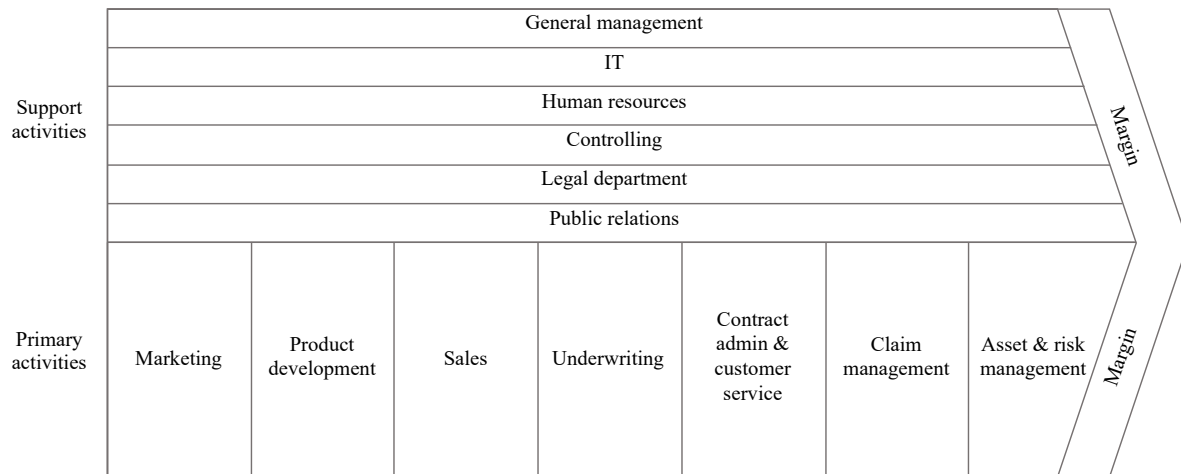 General management
IT
Human resources
Support
activities
Controlling
Legal department
Public relations
Margin
Primary
activities
Marketing
Product
development
Sales
Underwriting
Contract
admin &
customer
service
Claim
management
Asset & risk
management
Margin